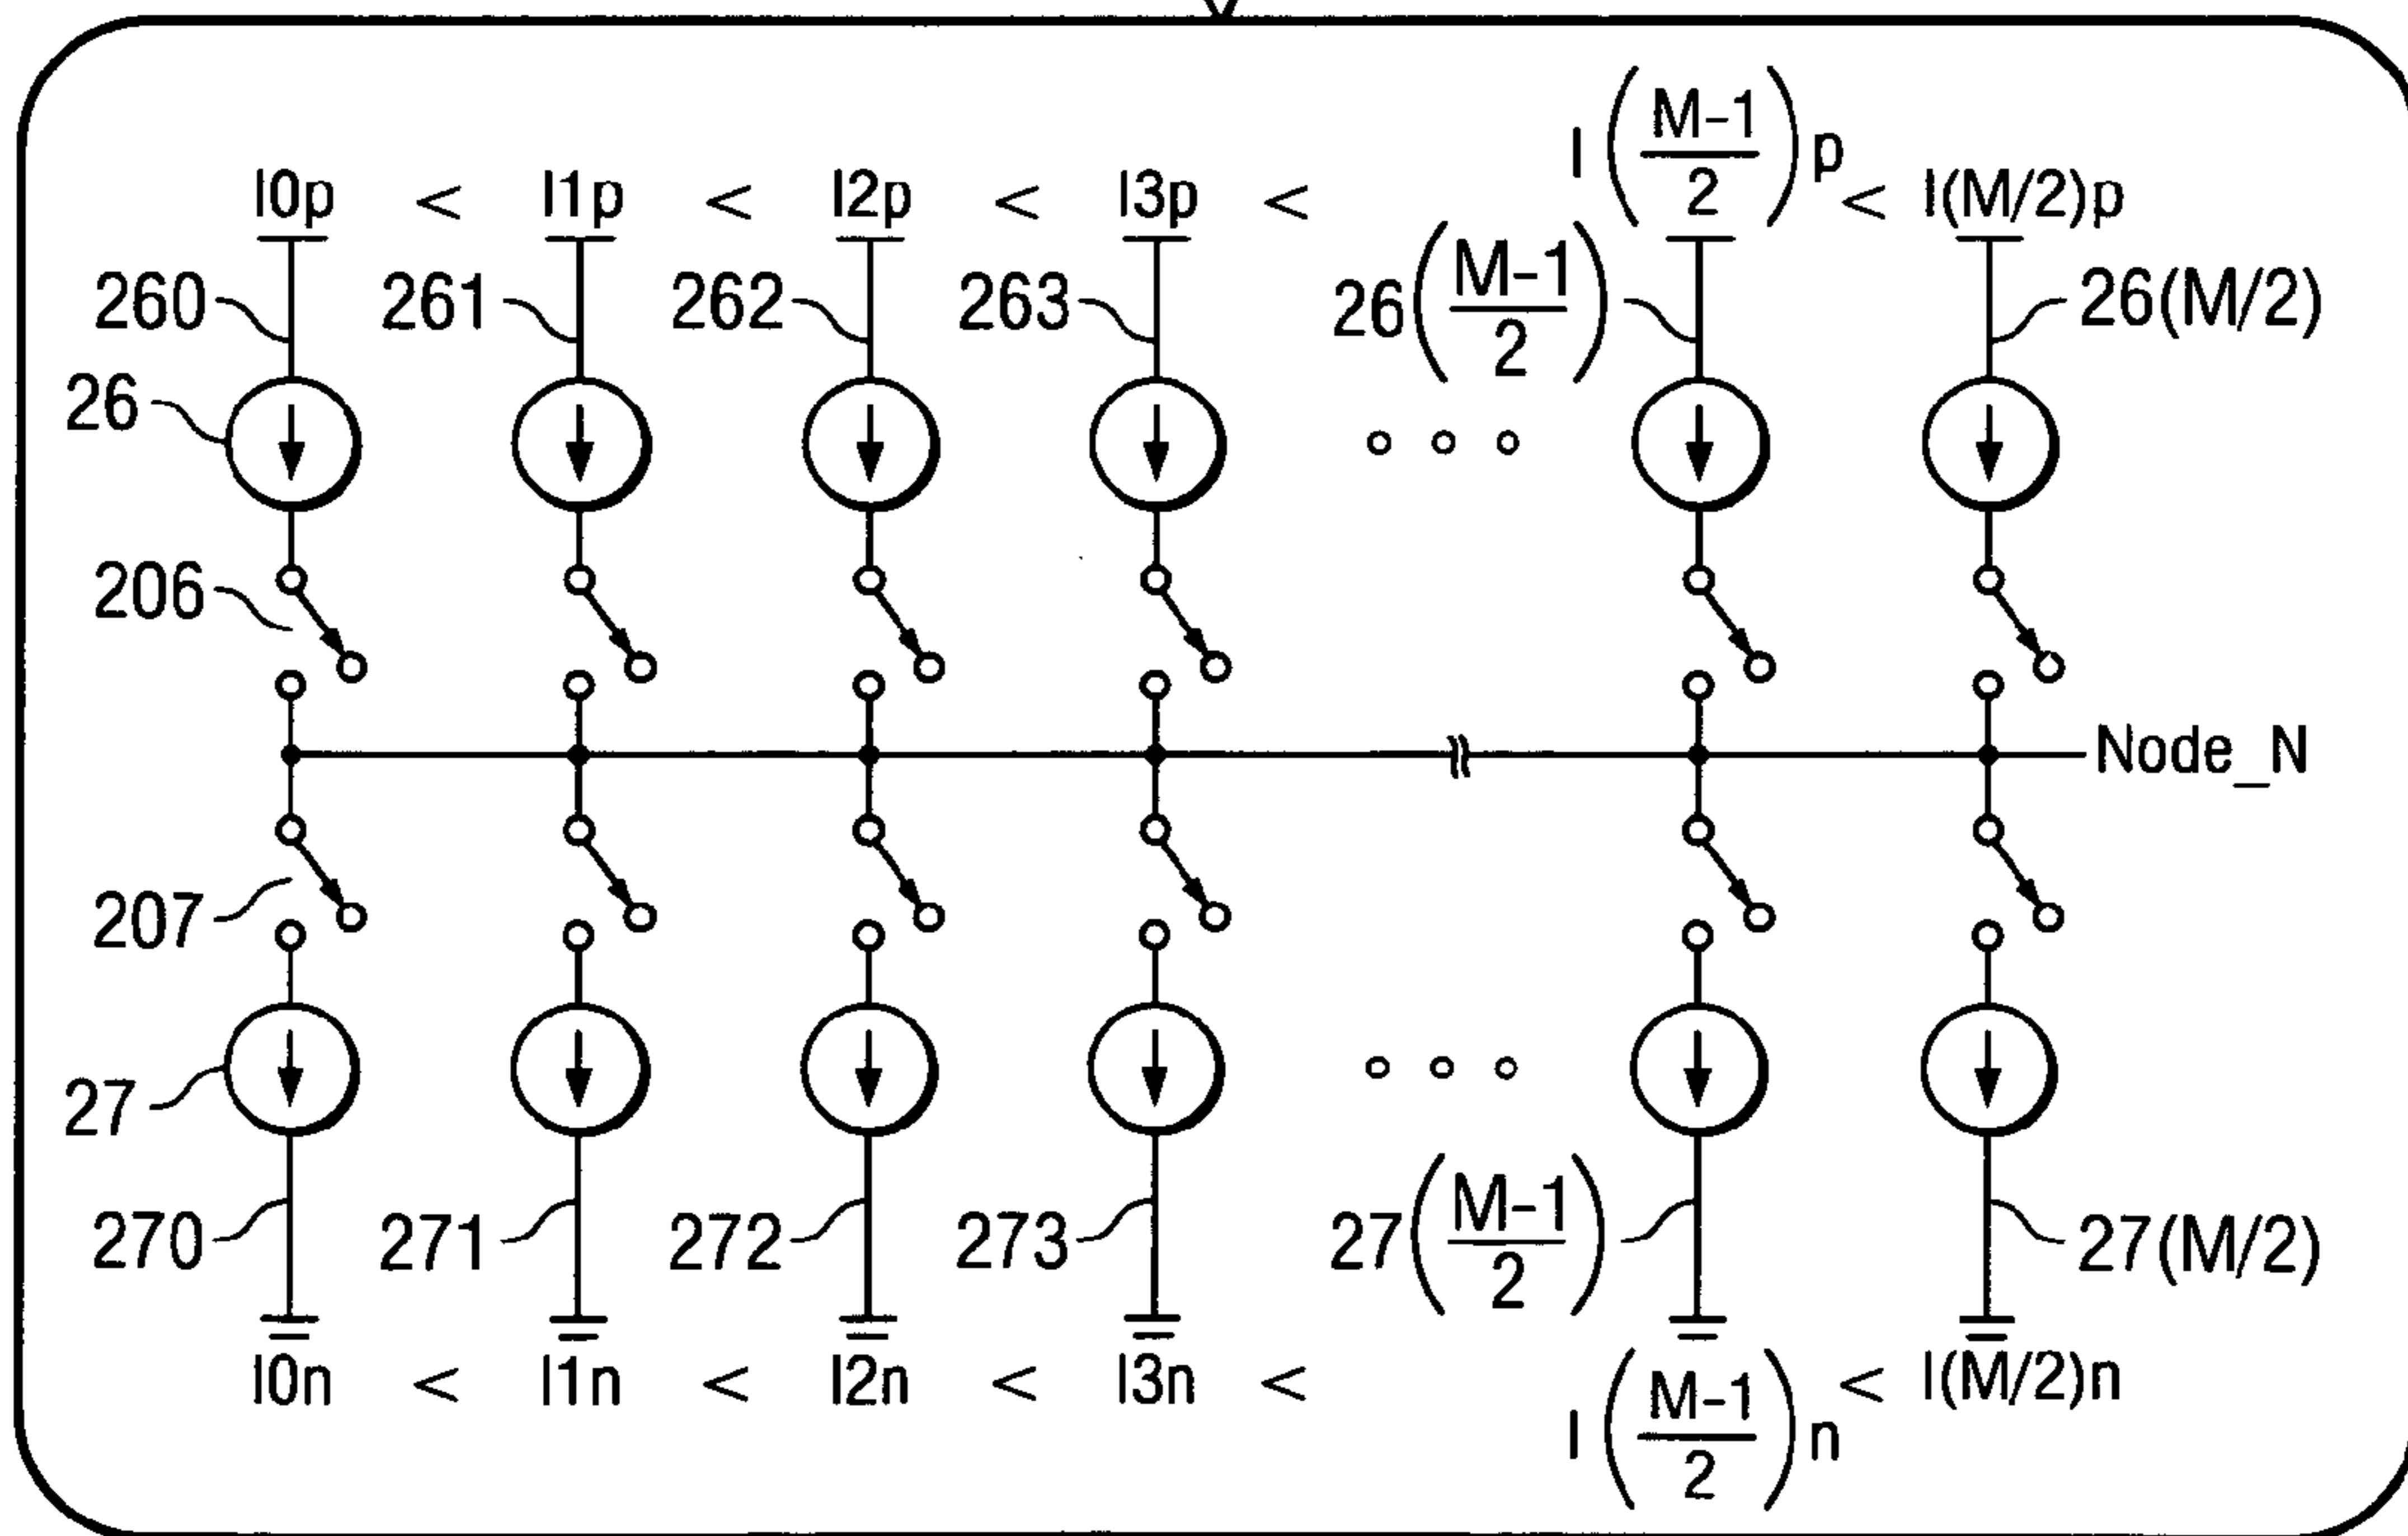 I0p < I1p < I2p < I3p < I(M-1/2)p < I(M/2)p
260 261 262 263 26(M-1/2) 26(M/2)
26
206
Node_N
207
27
270 271 272 273 27(M-1/2) 27(M/2)
I0n < I1n < I2n < I3n < I(M-1/2)n < I(M/2)n